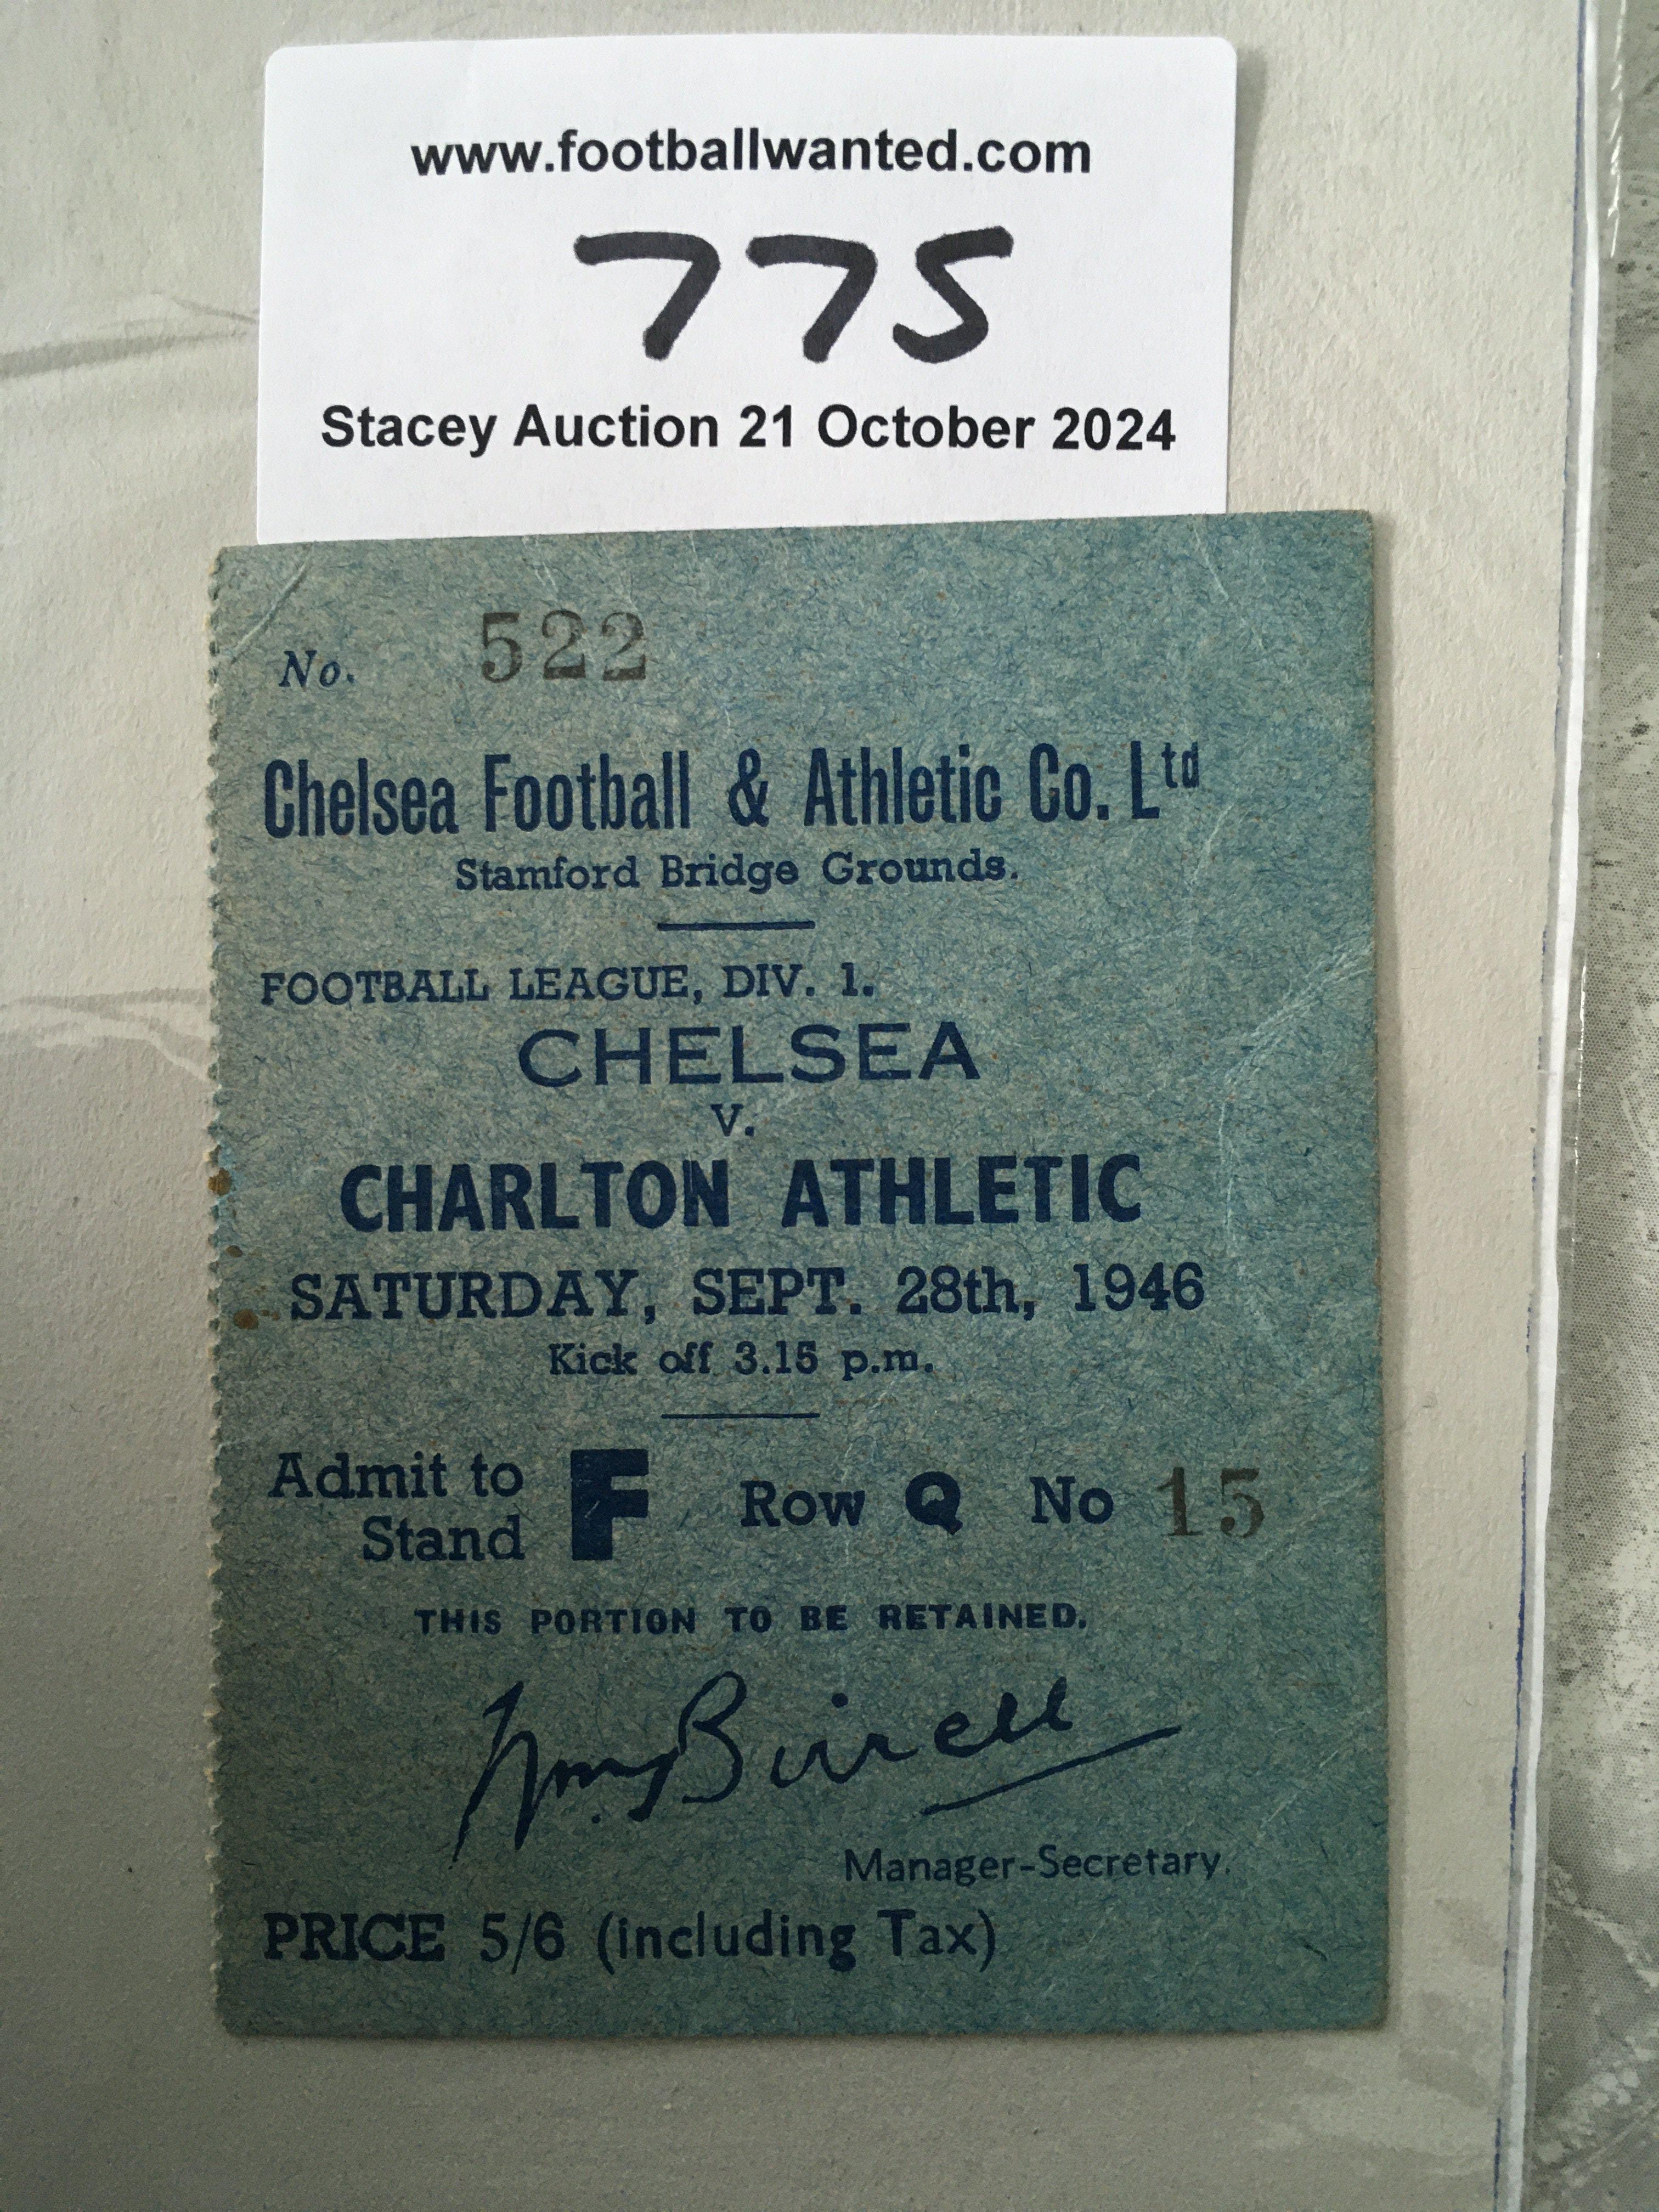 www.footballwanted.com
775
Stacey Auction 21 October 2024
No. 522
Chelsea Football & Athletic Co. Ltd
Stamford Bridge Grounds.
FOOTBALL LEAGUE, DIV. 1.
CHELSEA
V.
CHARLTON ATHLETIC
SATURDAY, SEPT. 28th, 1946
Kick off 3.15 p.m.
Admit to Stand F Row Q No 15
THIS PORTION TO BE RETAINED.
Wm. J. Birrell
Manager-Secretary.
PRICE 5/6 (including Tax)